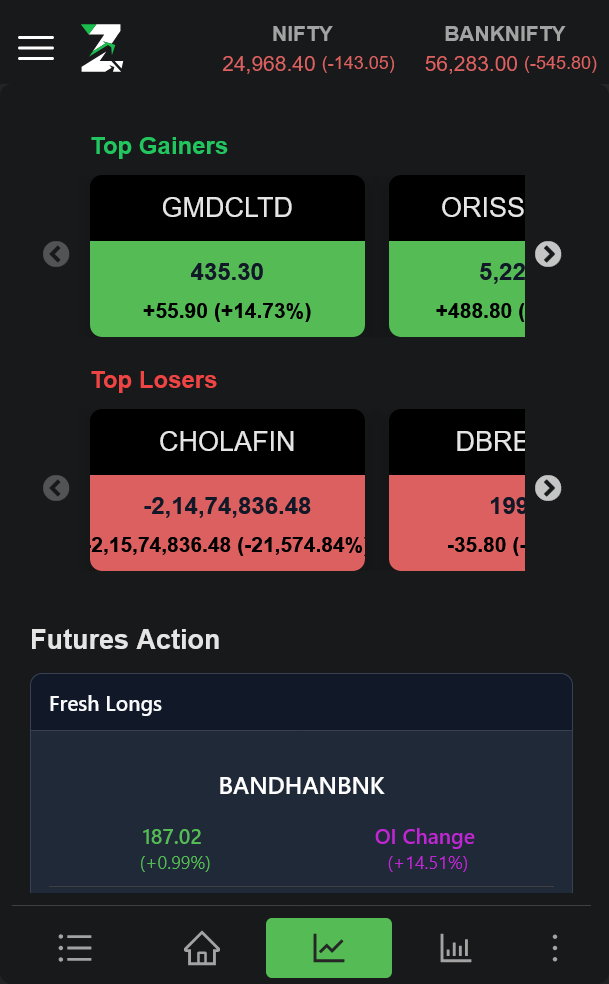 NIFTY
24,968.40 (-143.05)
BANKNIFTY
56,283.00 (-545.80)
Top Gainers
GMDCLTD
435.30
+55.90 (+14.73%)
ORISS
5,22
+488.80 (
Top Losers
CHOLAFIN
-2,14,74,836.48
2,15,74,836.48 (-21,574.84%)
DBRE
199
-35.80 (-
Futures Action
Fresh Longs
BANDHANBNK
187.02
(+0.99%)
OI Change
(+14.51%)